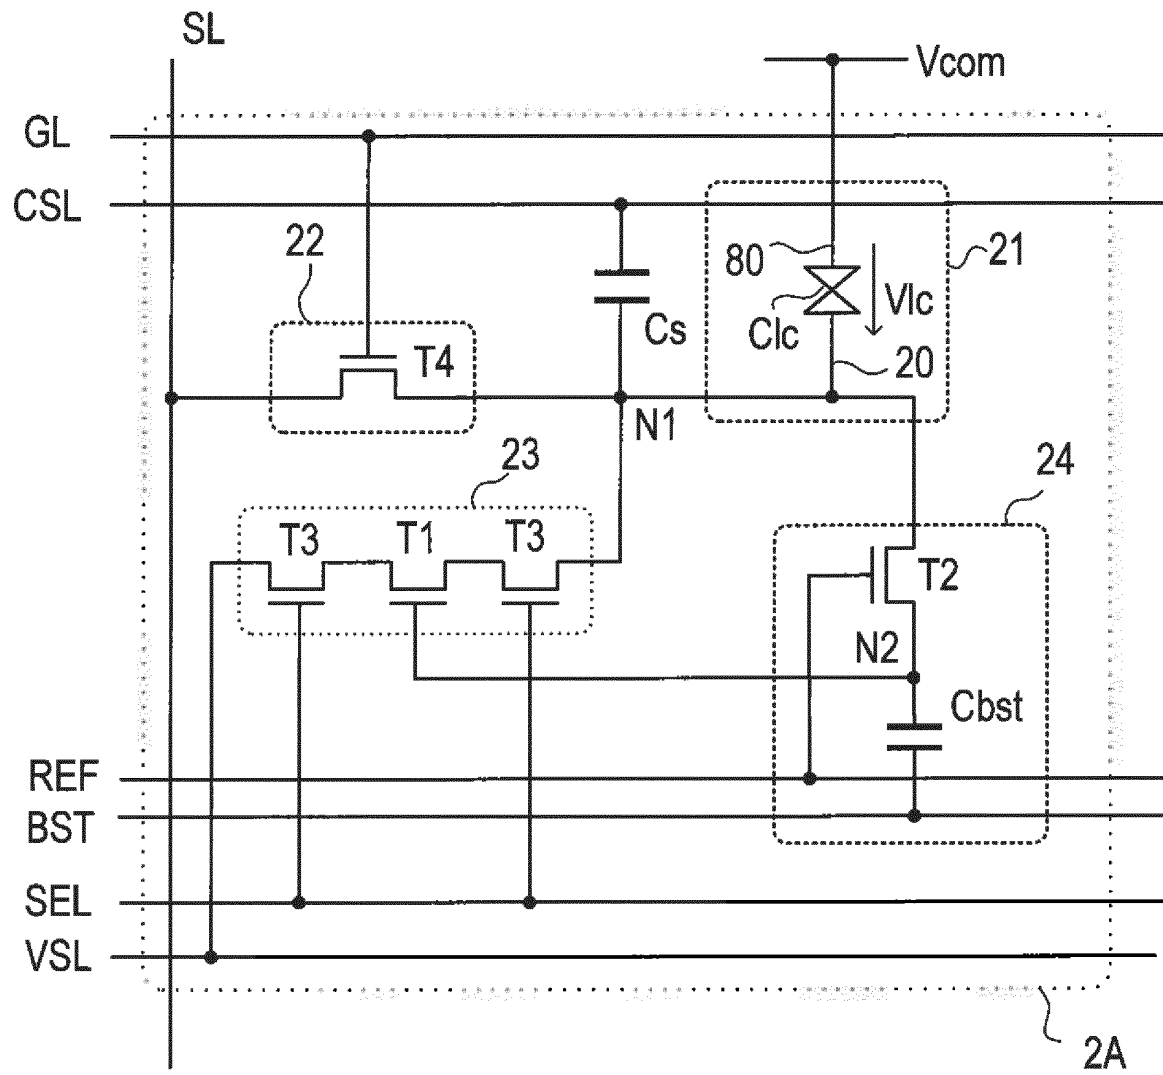 SL
Vcom
GL
CSL
22
80
21
Vlc
Clc
Cs
20
T4
N1
23
24
T3
T1
T3
T2
N2
Cbst
REF
BST
SEL
VSL
2A